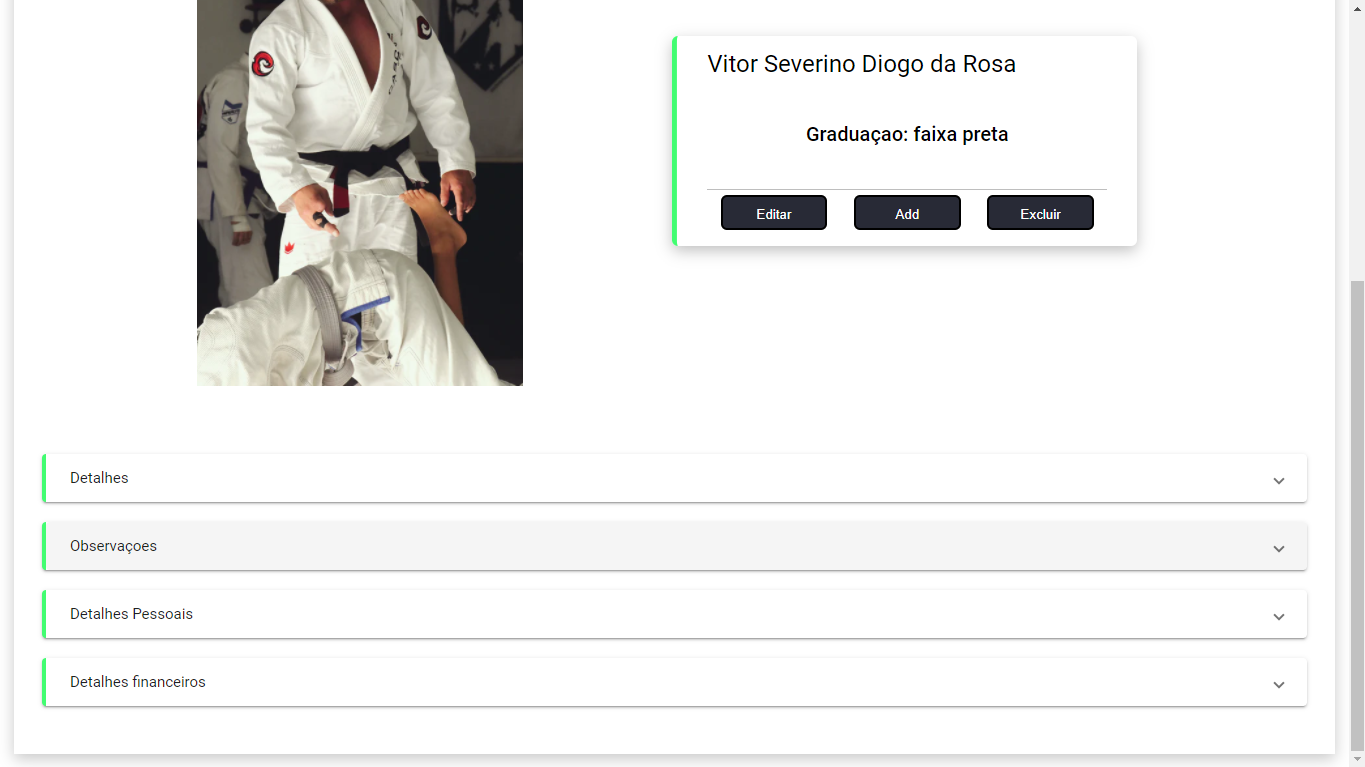 Vitor Severino Diogo da Rosa
Graduaçao: faixa preta
Editar
Add
Excluir
Detalhes
Observaçoes
Detalhes Pessoais
Detalhes financeiros